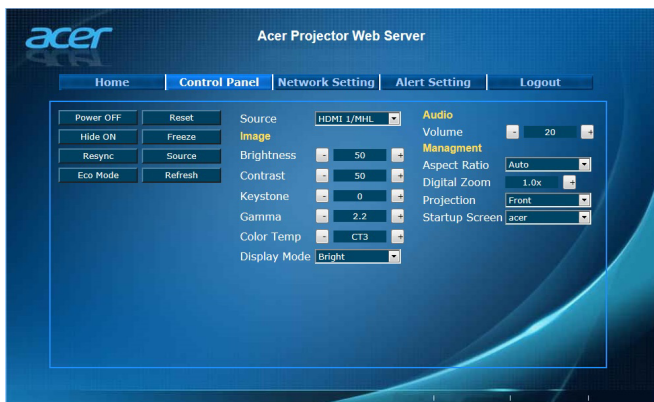 acer
Acer Projector Web Server
Home Control Panel Network Setting Alert Setting Logout
Power OFF Reset
Hide ON Freeze
Resync Source
Eco Mode Refresh
Source HDMI 1/MHL
Image
Brightness - 50 +
Contrast - 50 +
Keystone - 0 +
Gamma - 2.2 +
Color Temp - CT3 +
Display Mode Bright
Audio
Volume - 20 +
Managment
Aspect Ratio Auto
Digital Zoom 1.0x +
Projection Front
Startup Screen acer